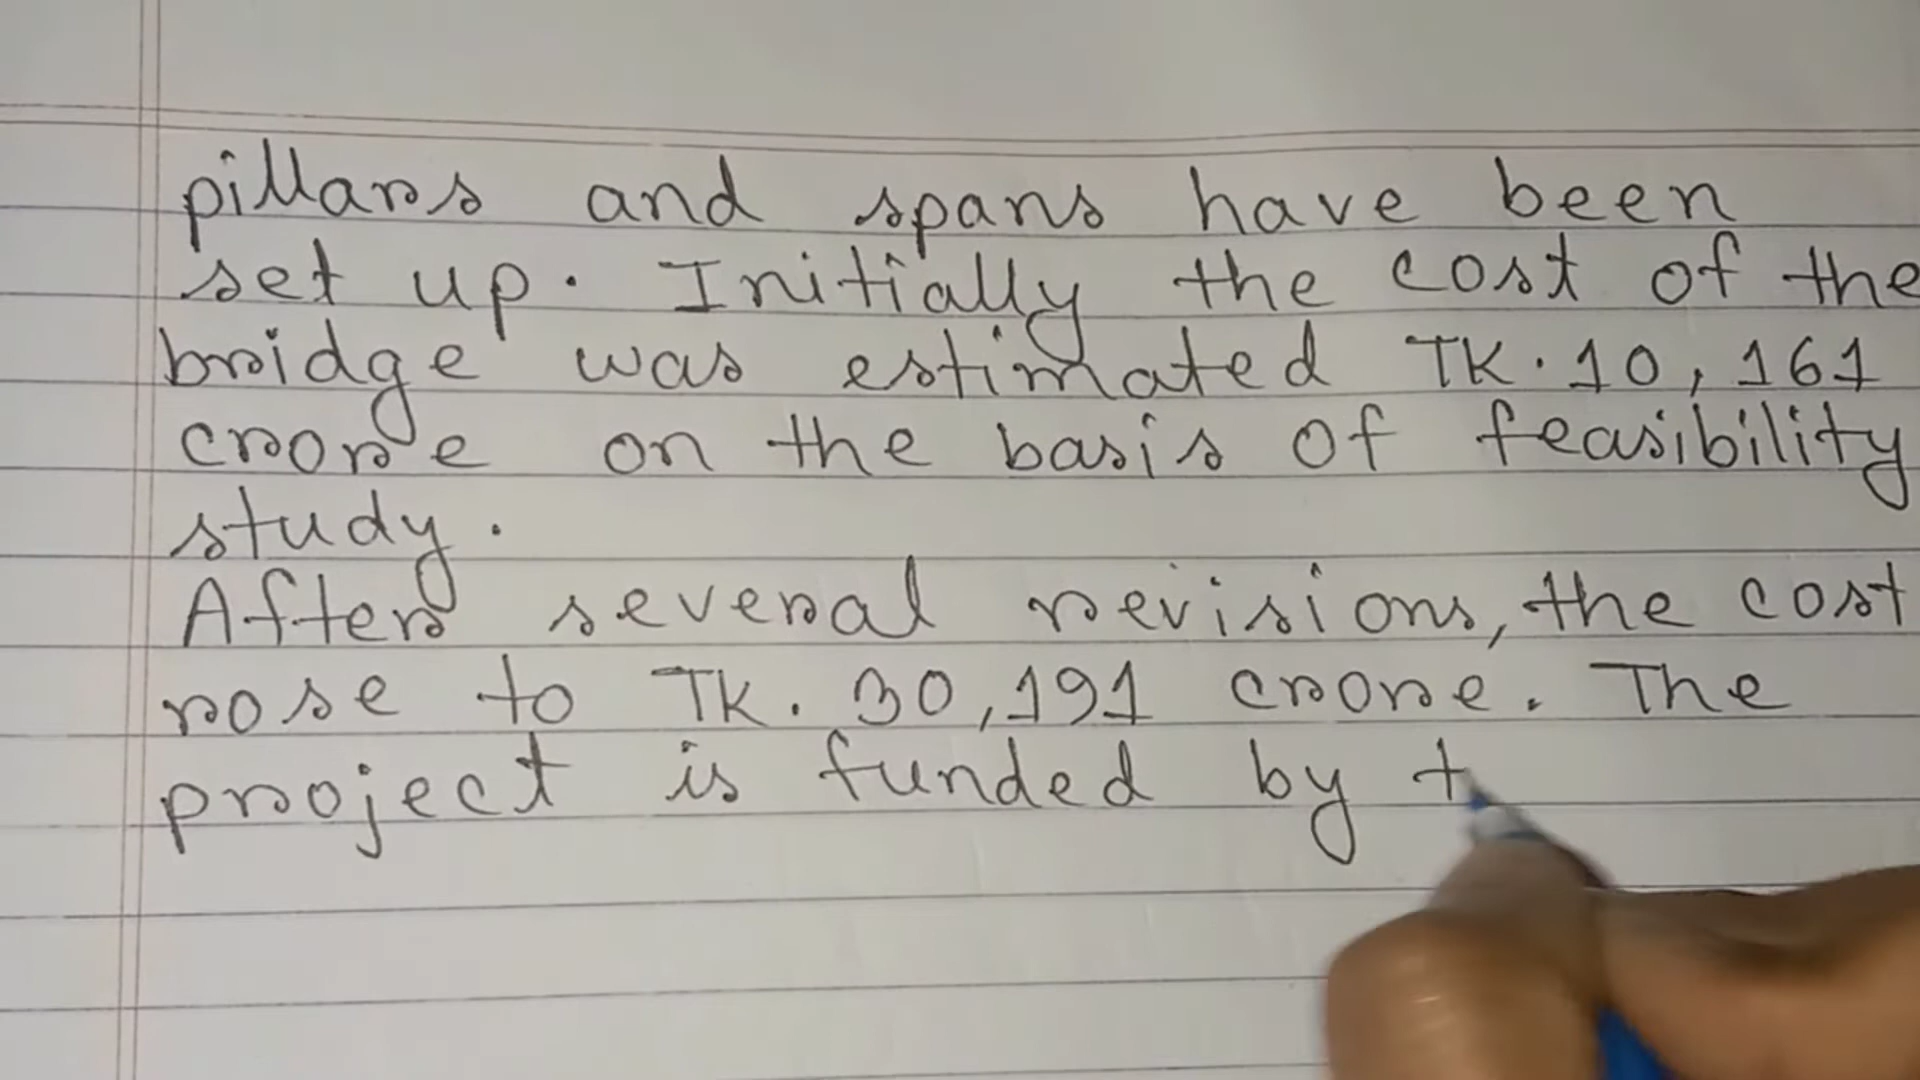 pillars and spans have been
set up. Initially the cost of the
bridge was estimated TK. 10, 161
crore on the basis of feasibility
study.
After several revisions, the cost
rose to TK. 30,191 crore. The
project is funded by t